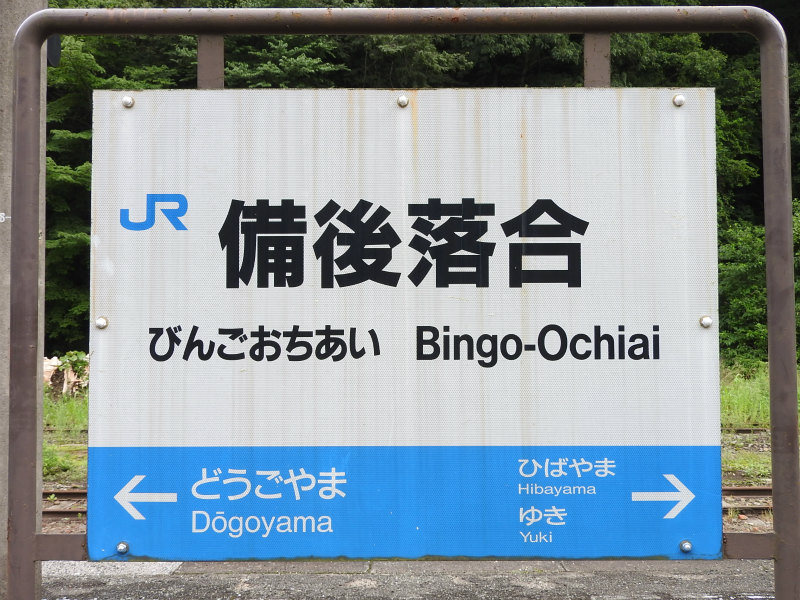 JR
備後落合
びんごおちあい Bingo-Ochiai
← どうごやま
Dōgoyama
ひばやま
Hibayama
ゆき →
Yuki